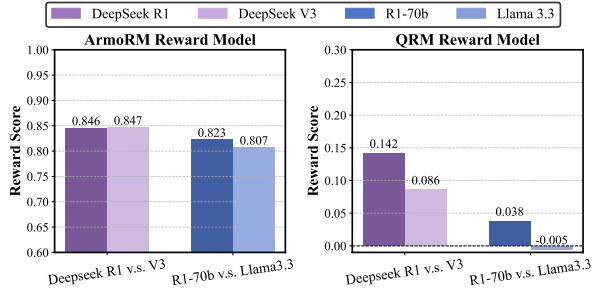 DeepSeek R1 DeepSeek V3 R1-70b Llama 3.3
ArmoRM Reward Model
Reward Score
1.00
0.95
0.90
0.85
0.80
0.75
0.70
0.65
0.60
0.846 0.847
0.823
0.807
Deepseek R1 v.s. V3
R1-70b v.s. Llama3.3
QRM Reward Model
Reward Score
0.30
0.25
0.20
0.15
0.10
0.05
0.00
0.142
0.086
0.038
-0.005
Deepseek R1 v.s. V3
R1-70b v.s. Llama3.3